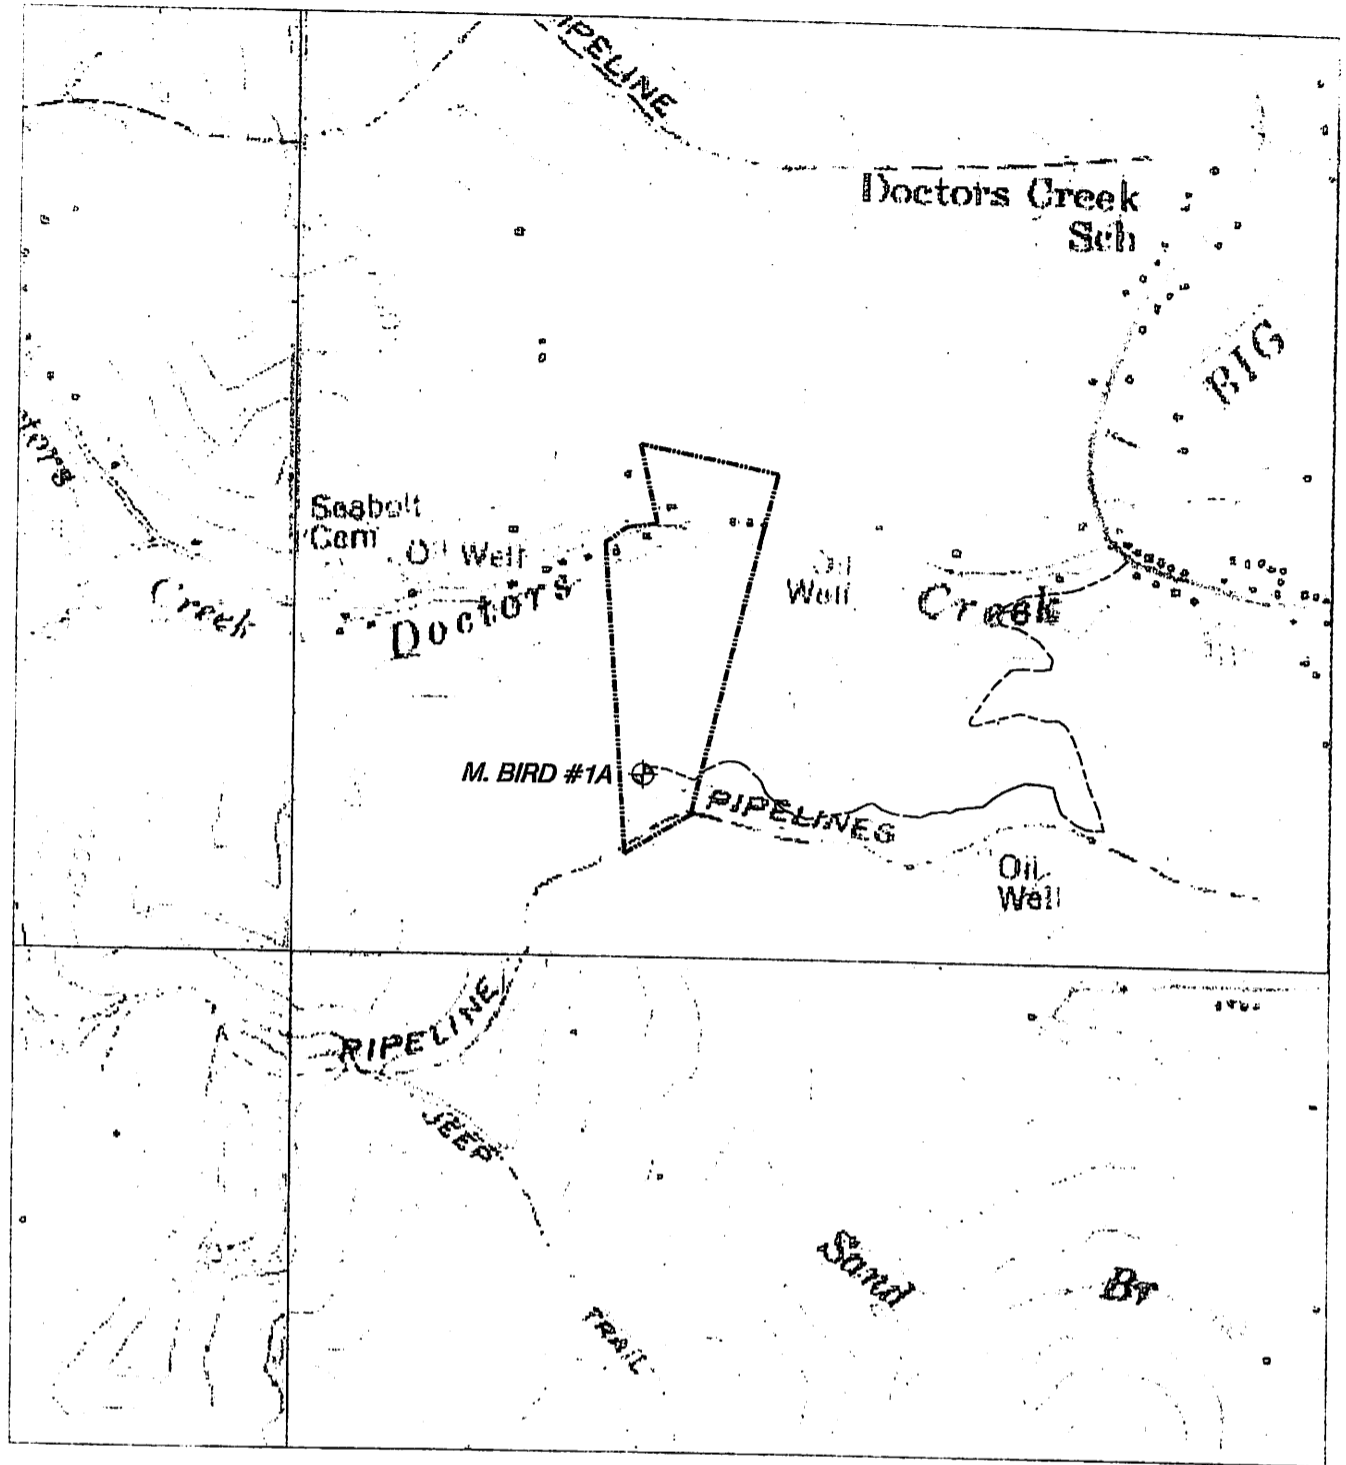 PIPELINE
Doctors Creek
Sch
BIG
tors
Seabolt
Cem
Oil Well
Doctors
Creek
Oil
Well
Creek
M. BIRD #1A
PIPELINES
Oil
Well
PIPELINE
JEEP
TRAIL
Sand
Br